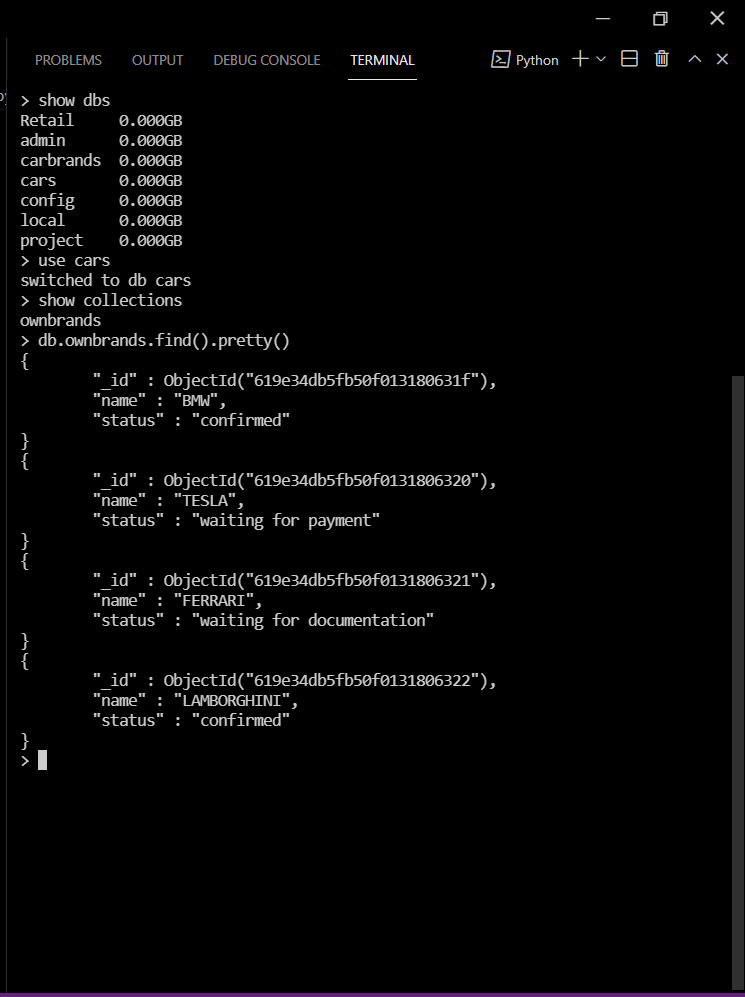 PROBLEMS OUTPUT DEBUG CONSOLE TERMINAL Python
> show dbs
Retail     0.000GB
admin      0.000GB
carbrands  0.000GB
cars       0.000GB
config     0.000GB
local      0.000GB
project    0.000GB
> use cars
switched to db cars
> show collections
ownbrands
> db.ownbrands.find().pretty()
{
        "_id" : ObjectId("619e34db5fb50f013180631f"),
        "name" : "BMW",
        "status" : "confirmed"
}
{
        "_id" : ObjectId("619e34db5fb50f0131806320"),
        "name" : "TESLA",
        "status" : "waiting for payment"
}
{
        "_id" : ObjectId("619e34db5fb50f0131806321"),
        "name" : "FERRARI",
        "status" : "waiting for documentation"
}
{
        "_id" : ObjectId("619e34db5fb50f0131806322"),
        "name" : "LAMBORGHINI",
        "status" : "confirmed"
}
>